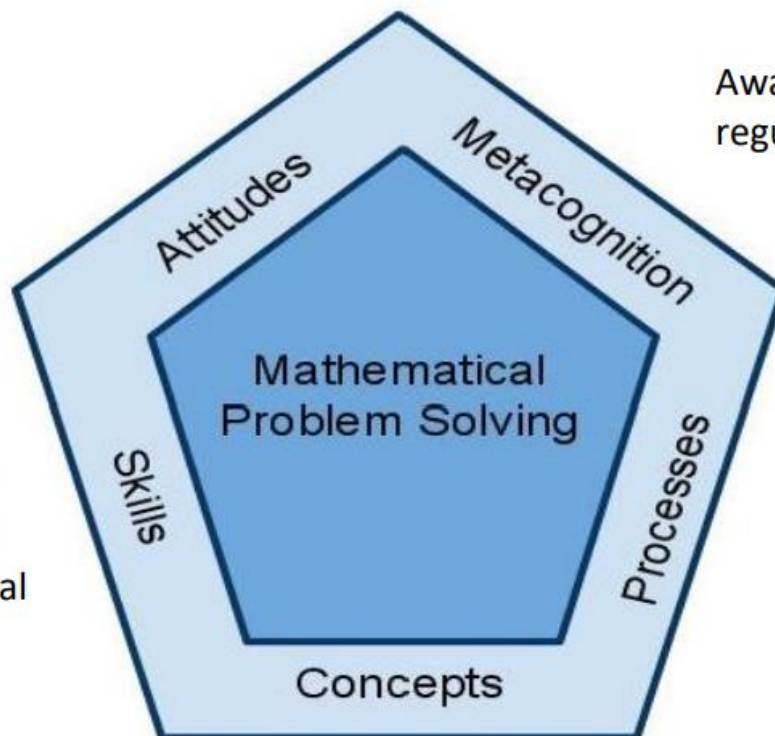 Attitudes
Metacognition
Mathematical
Problem Solving
Skills
Processes
Concepts